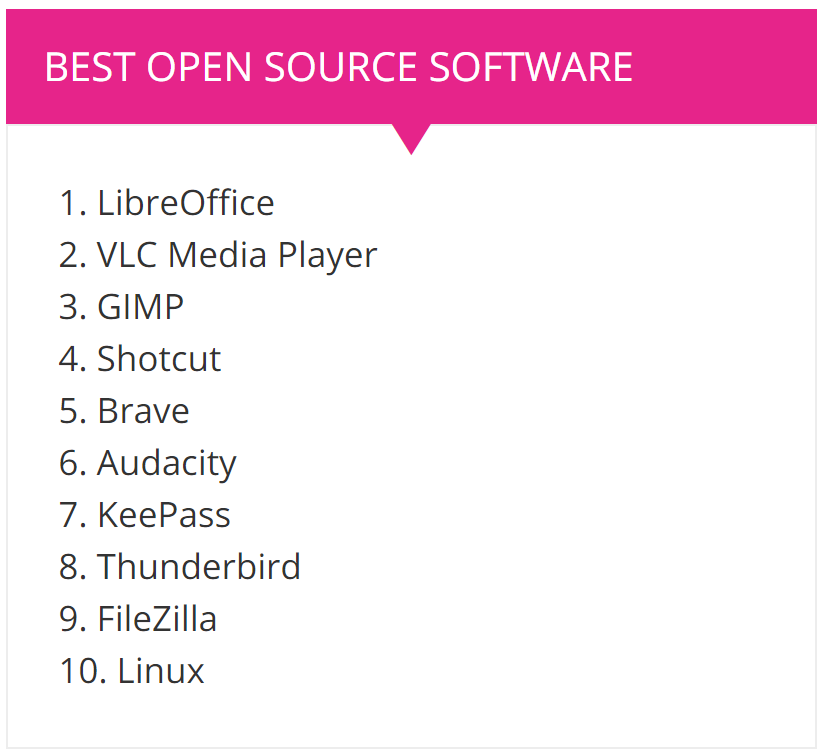 BEST OPEN SOURCE SOFTWARE
1. LibreOffice
2. VLC Media Player
3. GIMP
4. Shotcut
5. Brave
6. Audacity
7. KeePass
8. Thunderbird
9. FileZilla
10. Linux